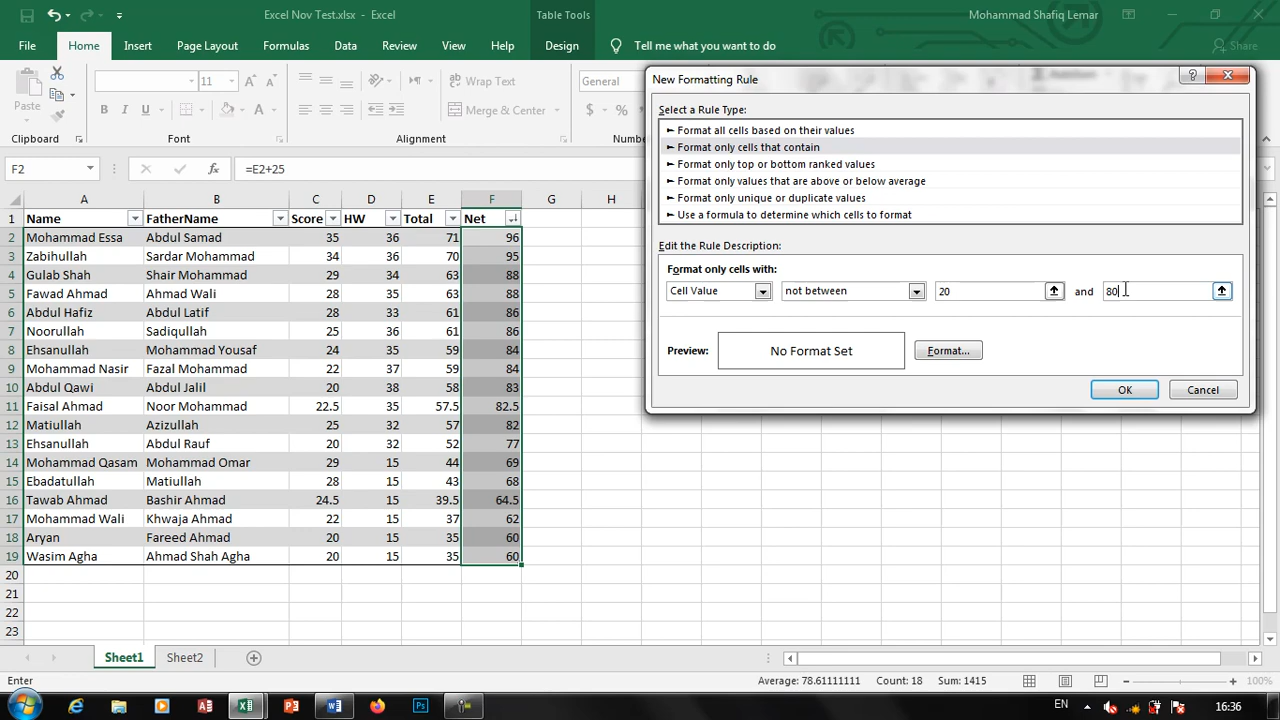 Excel Nov Test.xlsx - Excel
Table Tools
Mohammad Shafiq Lemar
File Home Insert Page Layout Formulas Data Review View Help Design Tell me what you want to do Share
Paste
11
Wrap Text
General
B I U
Merge & Center
$ %
Clipboard Font Alignment
F2 fx =E2+25
A B C D E F G H
1 Name FatherName Score HW Total Net
2 Mohammad Essa Abdul Samad 35 36 71 96
3 Zabihullah Sardar Mohammad 34 36 70 95
4 Gulab Shah Shair Mohammad 29 34 63 88
5 Fawad Ahmad Ahmad Wali 28 35 63 88
6 Abdul Hafiz Abdul Latif 28 33 61 86
7 Noorullah Sadiqullah 25 36 61 86
8 Ehsanullah Mohammad Yousaf 24 35 59 84
9 Mohammad Nasir Fazal Mohammad 22 37 59 84
10 Abdul Qawi Abdul Jalil 20 38 58 83
11 Faisal Ahmad Noor Mohammad 22.5 35 57.5 82.5
12 Matiullah Azizullah 25 32 57 82
13 Ehsanullah Abdul Rauf 20 32 52 77
14 Mohammad Qasam Mohammad Omar 29 15 44 69
15 Ebadatullah Matiullah 28 15 43 68
16 Tawab Ahmad Bashir Ahmad 24.5 15 39.5 64.5
17 Mohammad Wali Khwaja Ahmad 22 15 37 62
18 Aryan Fareed Ahmad 20 15 35 60
19 Wasim Agha Ahmad Shah Agha 20 15 35 60
20
21
22
23
New Formatting Rule
Select a Rule Type:
► Format all cells based on their values
► Format only cells that contain
► Format only top or bottom ranked values
► Format only values that are above or below average
► Format only unique or duplicate values
► Use a formula to determine which cells to format
Edit the Rule Description:
Format only cells with:
Cell Value not between 20 and 80
Preview: No Format Set Format...
OK Cancel
Sheet1 Sheet2
Enter Average: 78.61111111 Count: 18 Sum: 1415 100%
EN 16:36